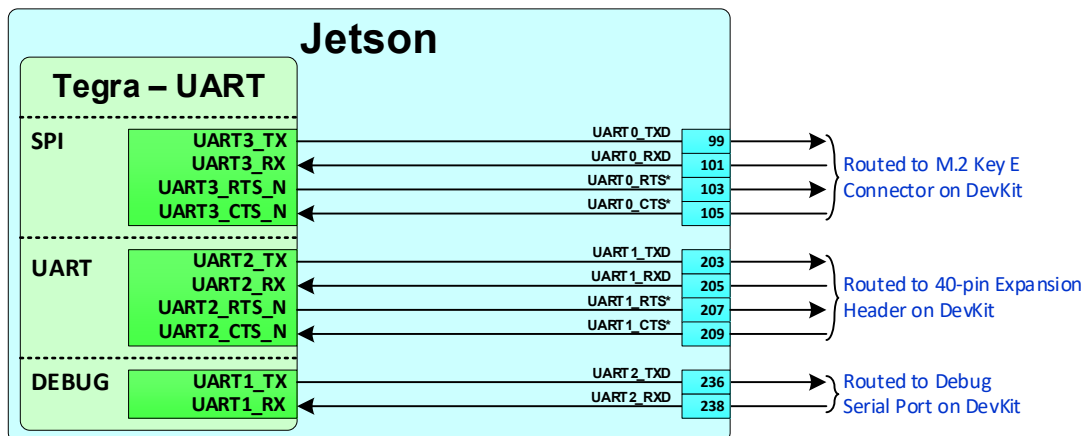 Jetson
Tegra – UART
SPI
UART3_TX UART0_TXD 99
UART3_RX UART0_RXD 101
UART3_RTS_N UART0_RTS* 103
UART3_CTS_N UART0_CTS* 105
Routed to M.2 Key E
Connector on DevKit
UART
UART2_TX UART1_TXD 203
UART2_RX UART1_RXD 205
UART2_RTS_N UART1_RTS* 207
UART2_CTS_N UART1_CTS* 209
Routed to 40-pin Expansion
Header on DevKit
DEBUG
UART1_TX UART2_TXD 236
UART1_RX UART2_RXD 238
Routed to Debug
Serial Port on DevKit